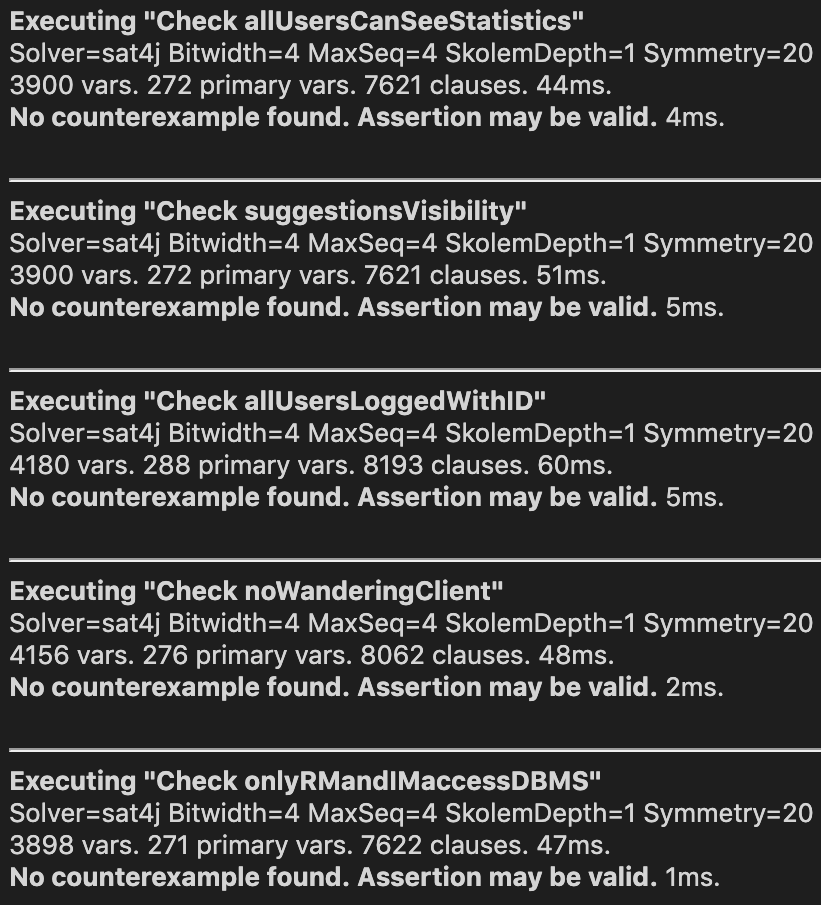 Executing "Check allUsersCanSeeStatistics"
Solver=sat4j Bitwidth=4 MaxSeq=4 SkolemDepth=1 Symmetry=20
3900 vars. 272 primary vars. 7621 clauses. 44ms.
No counterexample found. Assertion may be valid. 4ms.
Executing "Check suggestionsVisibility"
Solver=sat4j Bitwidth=4 MaxSeq=4 SkolemDepth=1 Symmetry=20
3900 vars. 272 primary vars. 7621 clauses. 51ms.
No counterexample found. Assertion may be valid. 5ms.
Executing "Check allUsersLoggedWithID"
Solver=sat4j Bitwidth=4 MaxSeq=4 SkolemDepth=1 Symmetry=20
4180 vars. 288 primary vars. 8193 clauses. 60ms.
No counterexample found. Assertion may be valid. 5ms.
Executing "Check noWanderingClient"
Solver=sat4j Bitwidth=4 MaxSeq=4 SkolemDepth=1 Symmetry=20
4156 vars. 276 primary vars. 8062 clauses. 48ms.
No counterexample found. Assertion may be valid. 2ms.
Executing "Check onlyRMandIMaccessDBMS"
Solver=sat4j Bitwidth=4 MaxSeq=4 SkolemDepth=1 Symmetry=20
3898 vars. 271 primary vars. 7622 clauses. 47ms.
No counterexample found. Assertion may be valid. 1ms.